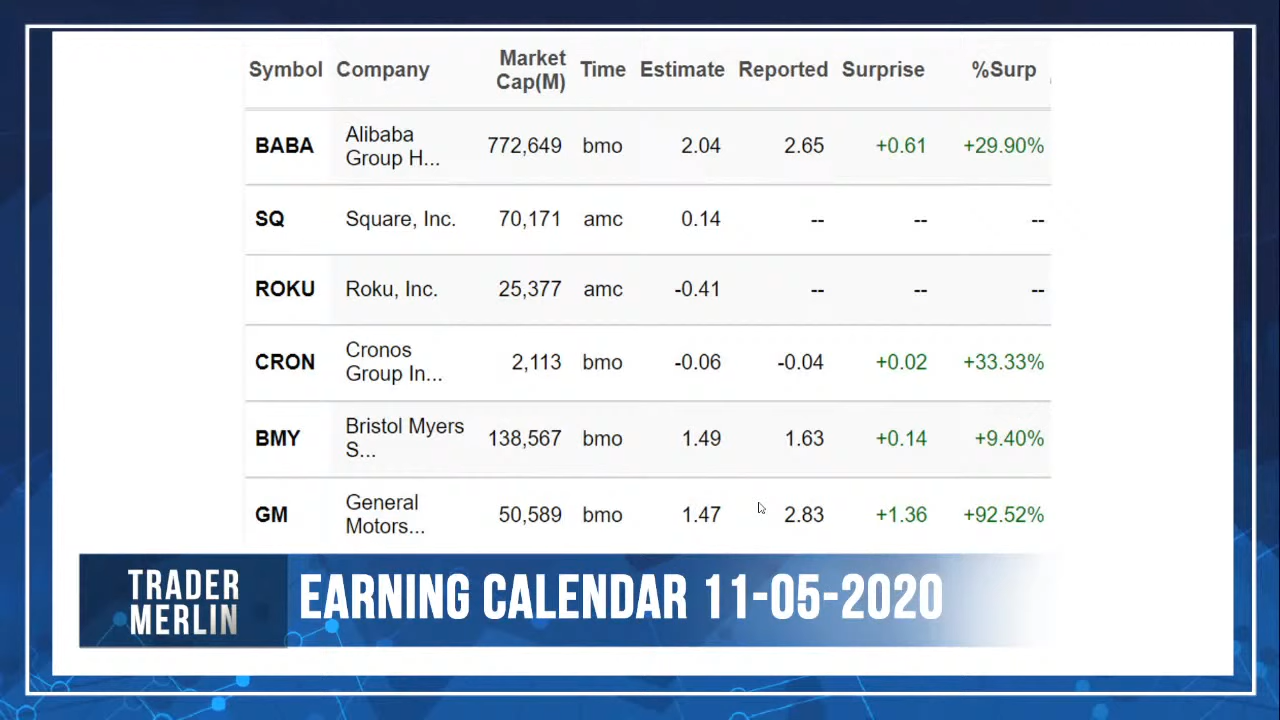 Symbol Company Market Cap(M) Time Estimate Reported Surprise %Surp
BABA Alibaba Group H... 772,649 bmo 2.04 2.65 +0.61 +29.90%
SQ Square, Inc. 70,171 amc 0.14 -- -- --
ROKU Roku, Inc. 25,377 amc -0.41 -- -- --
CRON Cronos Group In... 2,113 bmo -0.06 -0.04 +0.02 +33.33%
BMY Bristol Myers S... 138,567 bmo 1.49 1.63 +0.14 +9.40%
GM General Motors... 50,589 bmo 1.47 2.83 +1.36 +92.52%
TRADER MERLIN
EARNING CALENDAR 11-05-2020